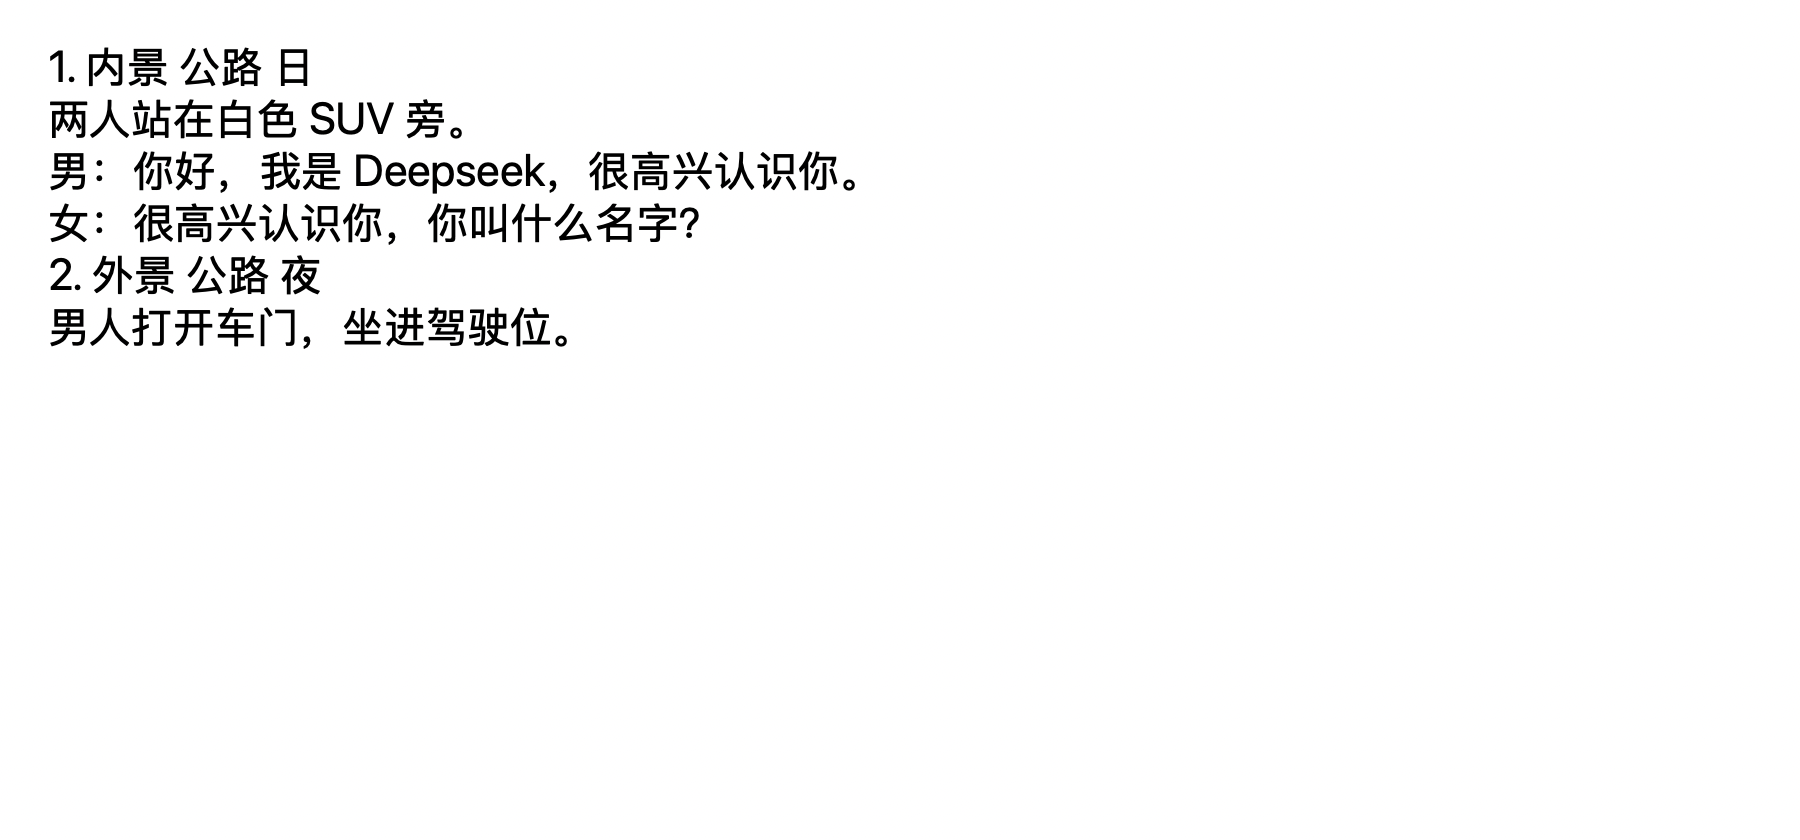 1. 内景 公路 日
两人站在白色 SUV 旁。
男：你好，我是 Deepseek，很高兴认识你。
女：很高兴认识你，你叫什么名字?
2. 外景 公路 夜
男人打开车门，坐进驾驶位。